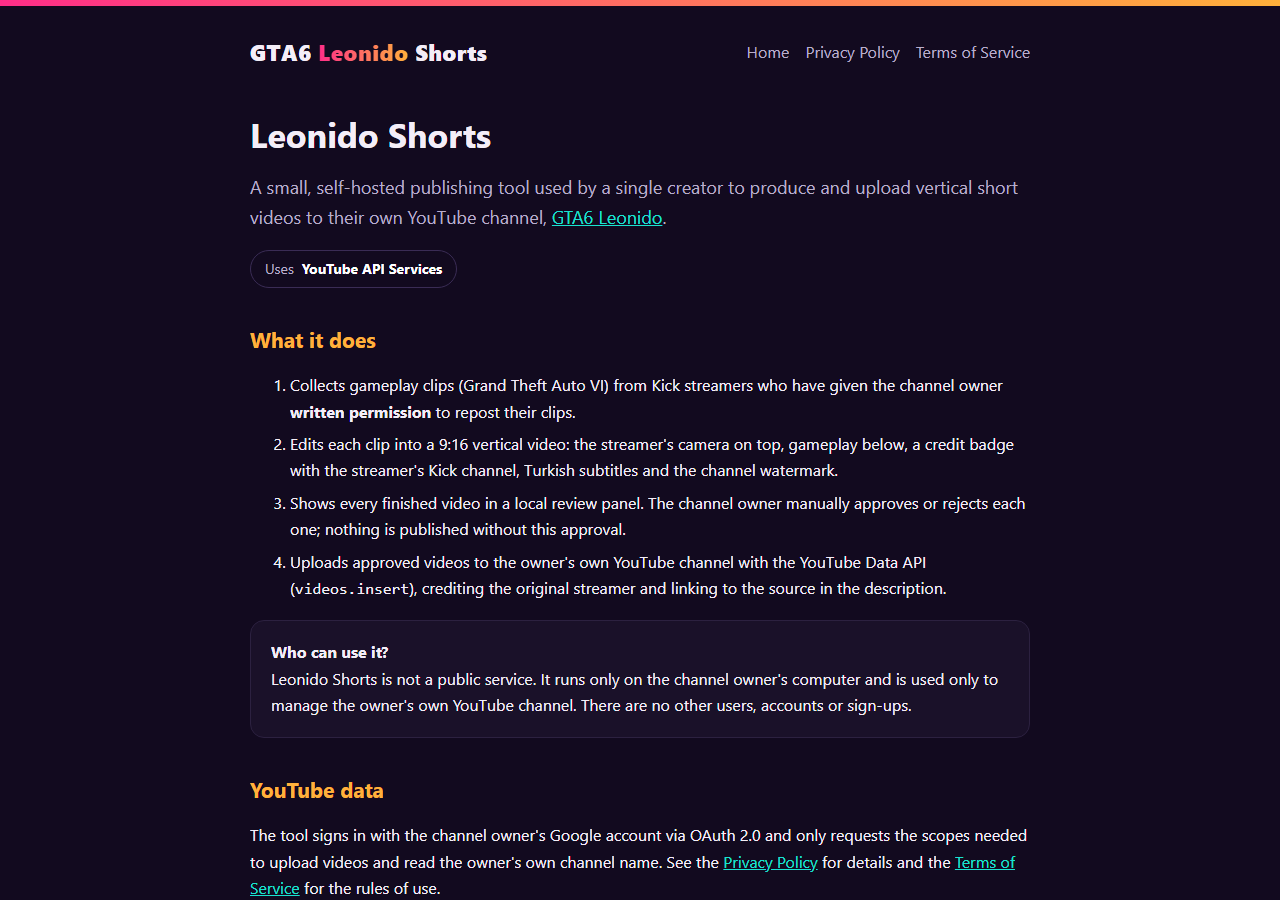 GTA6 Leonido Shorts
Home Privacy Policy Terms of Service
Leonido Shorts
A small, self-hosted publishing tool used by a single creator to produce and upload vertical short
videos to their own YouTube channel, GTA6 Leonido.
Uses YouTube API Services
What it does
1. Collects gameplay clips (Grand Theft Auto VI) from Kick streamers who have given the channel owner
written permission to repost their clips.
2. Edits each clip into a 9:16 vertical video: the streamer's camera on top, gameplay below, a credit badge
with the streamer's Kick channel, Turkish subtitles and the channel watermark.
3. Shows every finished video in a local review panel. The channel owner manually approves or rejects each
one; nothing is published without this approval.
4. Uploads approved videos to the owner's own YouTube channel with the YouTube Data API
(videos.insert), crediting the original streamer and linking to the source in the description.
Who can use it?
Leonido Shorts is not a public service. It runs only on the channel owner's computer and is used only to
manage the owner's own YouTube channel. There are no other users, accounts or sign-ups.
YouTube data
The tool signs in with the channel owner's Google account via OAuth 2.0 and only requests the scopes needed
to upload videos and read the owner's own channel name. See the Privacy Policy for details and the Terms of
Service for the rules of use.